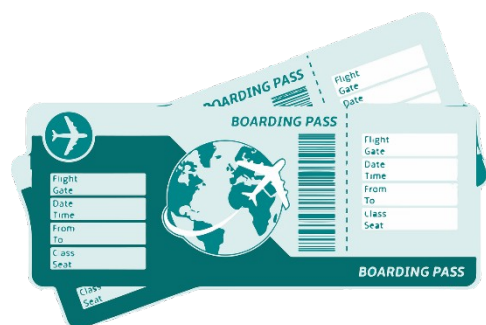 BOARDING PASS
Flight
Gate
Date
BOARDING PASS
Flight
Gate
Date
Time
From
To
Class
Seat
Flight
Gate
Date
Time
From
To
Class
Seat
BOARDING PASS
Class
Seat